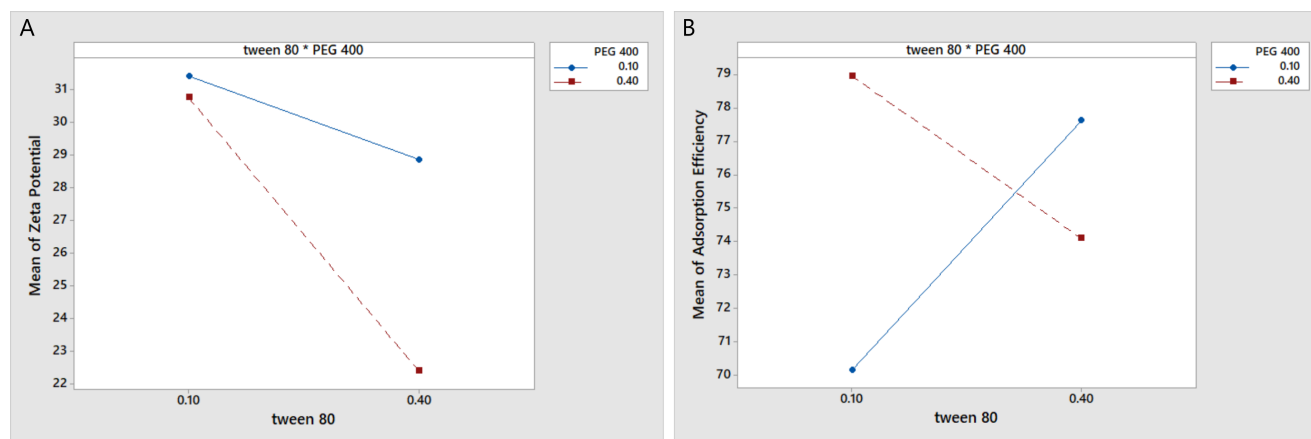 A
tween 80 * PEG 400
PEG 400
0.10
0.40
Mean of Zeta Potential
31
30
29
28
27
26
25
24
23
22
0.10 0.40
tween 80
B
tween 80 * PEG 400
PEG 400
0.10
0.40
Mean of Adsorption Efficiency
79
78
77
76
75
74
73
72
71
70
0.10 0.40
tween 80